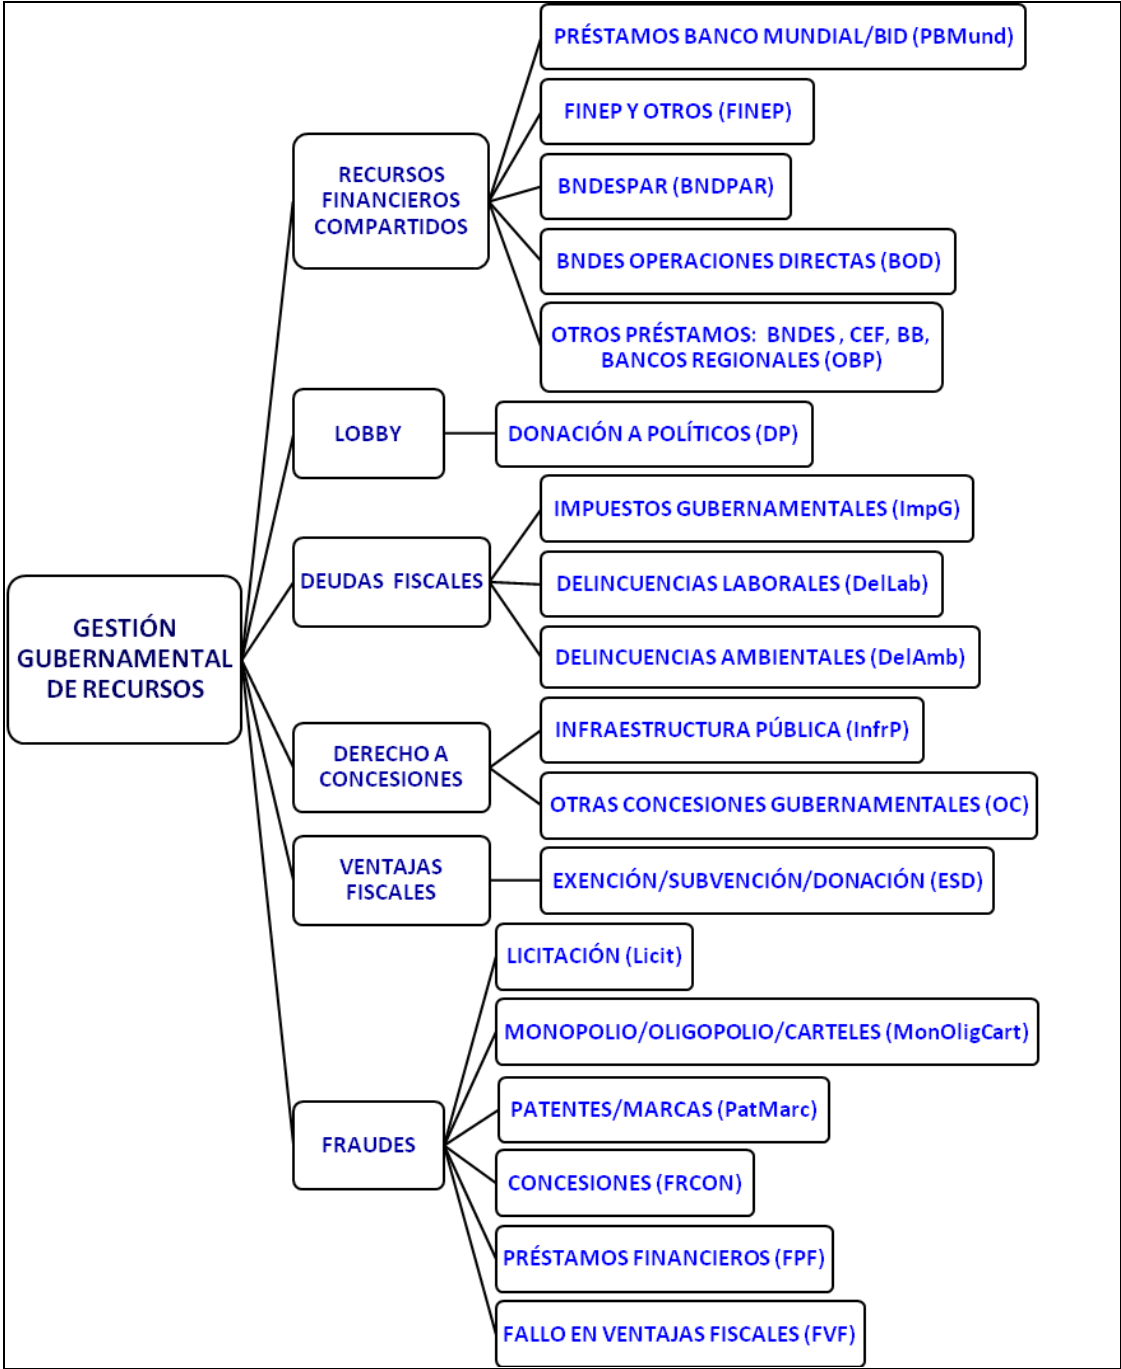 GESTIÓN
GUBERNAMENTAL
DE RECURSOS
RECURSOS
FINANCIEROS
COMPARTIDOS
PRÉSTAMOS BANCO MUNDIAL/BID (PBMund)
FINEP Y OTROS (FINEP)
BNDESPAR (BNDPAR)
BNDES OPERACIONES DIRECTAS (BOD)
OTROS PRÉSTAMOS:  BNDES , CEF, BB,
BANCOS REGIONALES (OBP)
LOBBY
DONACIÓN A POLÍTICOS (DP)
DEUDAS  FISCALES
IMPUESTOS GUBERNAMENTALES (ImpG)
DELINCUENCIAS LABORALES (DelLab)
DELINCUENCIAS AMBIENTALES (DelAmb)
DERECHO A
CONCESIONES
INFRAESTRUCTURA PÚBLICA (InfrP)
OTRAS CONCESIONES GUBERNAMENTALES (OC)
VENTAJAS
FISCALES
EXENCIÓN/SUBVENCIÓN/DONACIÓN (ESD)
FRAUDES
LICITACIÓN (Licit)
MONOPOLIO/OLIGOPOLIO/CARTELES (MonOligCart)
PATENTES/MARCAS (PatMarc)
CONCESIONES (FRCON)
PRÉSTAMOS FINANCIEROS (FPF)
FALLO EN VENTAJAS FISCALES (FVF)